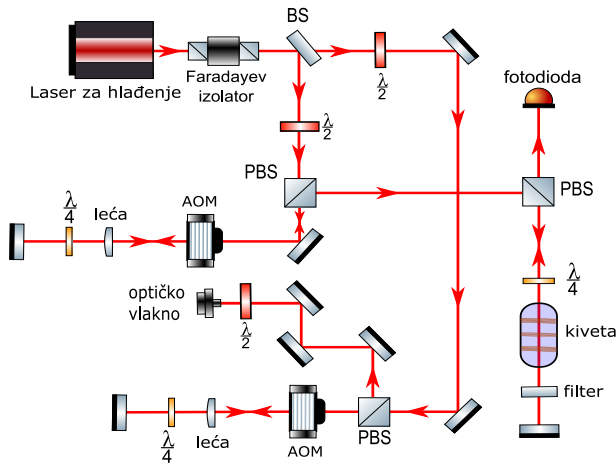 BS
Laser za hlađenje
Faradayev
izolator
λ
2
fotodioda
λ
2
PBS
PBS
AOM
λ
4
leća
optičko
vlakno
λ
2
λ
4
kiveta
filter
λ
4
leća
AOM
PBS